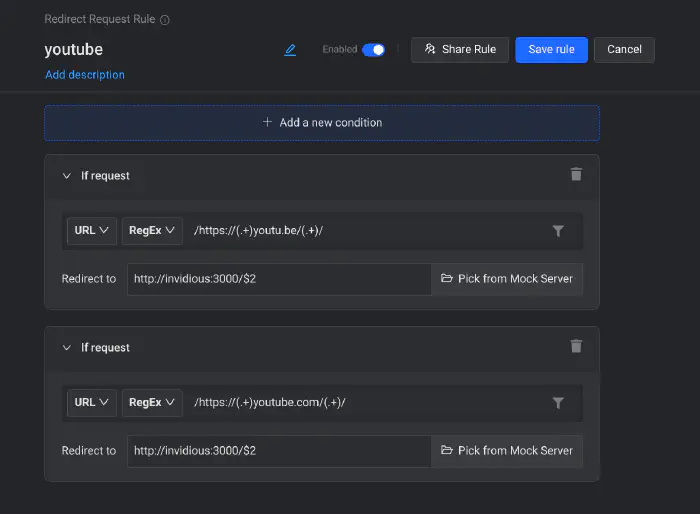 Redirect Request Rule
youtube
Enabled
Share Rule
Save rule
Cancel
Add description
+ Add a new condition
If request
URL RegEx /https://(.+)youtu.be/(.+)/
Redirect to http://invidious:3000/$2 Pick from Mock Server
If request
URL RegEx /https://(.+)youtube.com/(.+)/
Redirect to http://invidious:3000/$2 Pick from Mock Server